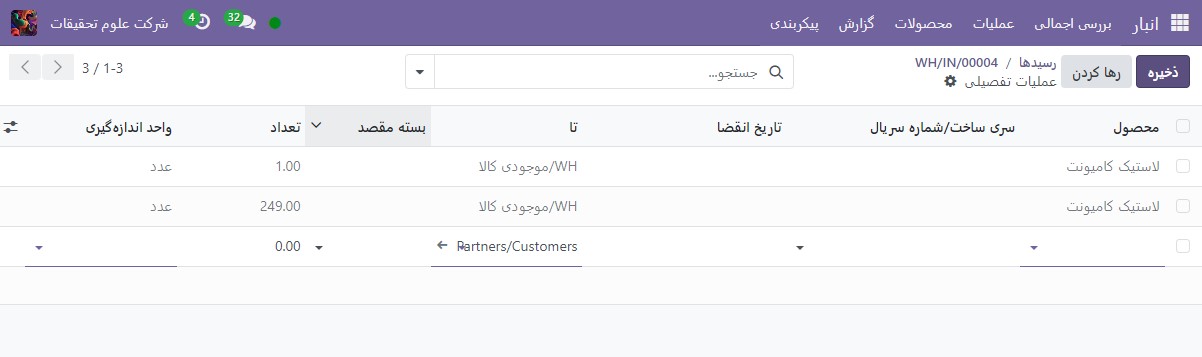 انبار بررسی اجمالی عملیات محصولات گزارش پیکربندی 32 4 شرکت علوم تحقیقات
ذخیره رها کردن رسیدها / WH/IN/00004 جستجو... 1-3 / 3
عملیات تفصیلی
محصول سری ساخت/شماره سریال تاریخ انقضا تا بسته مقصد تعداد واحد اندازه‌گیری
لاستیک کامیونت WH/موجودی کالا 1.00 عدد
لاستیک کامیونت WH/موجودی کالا 249.00 عدد
Partners/Customers 0.00